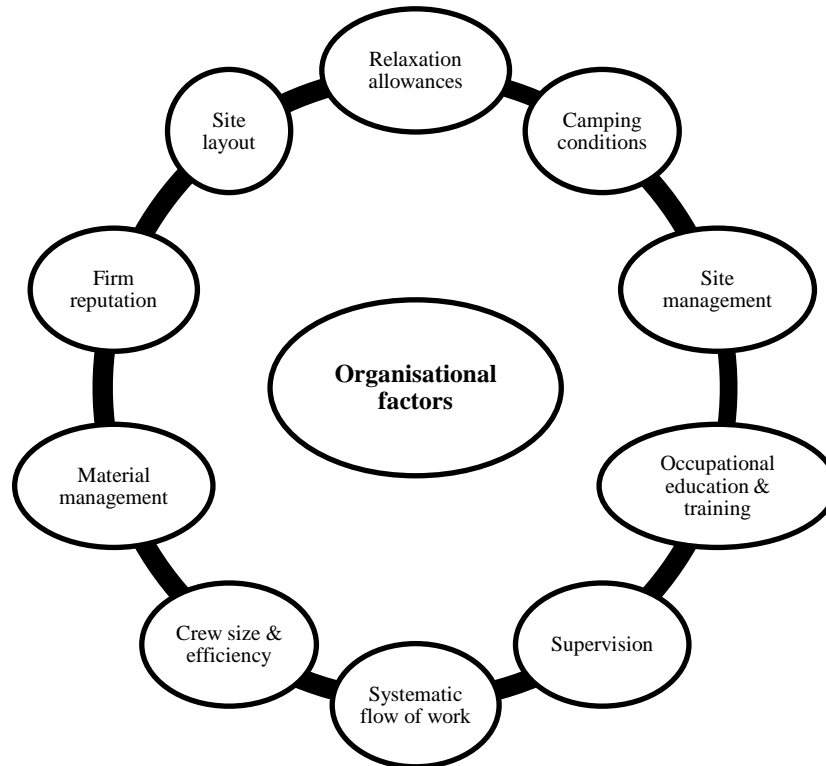 Relaxation
allowances
Camping
conditions
Site
management
Occupational
education &
training
Supervision
Systematic
flow of work
Crew size &
efficiency
Material
management
Firm
reputation
Site
layout
Organisational
factors